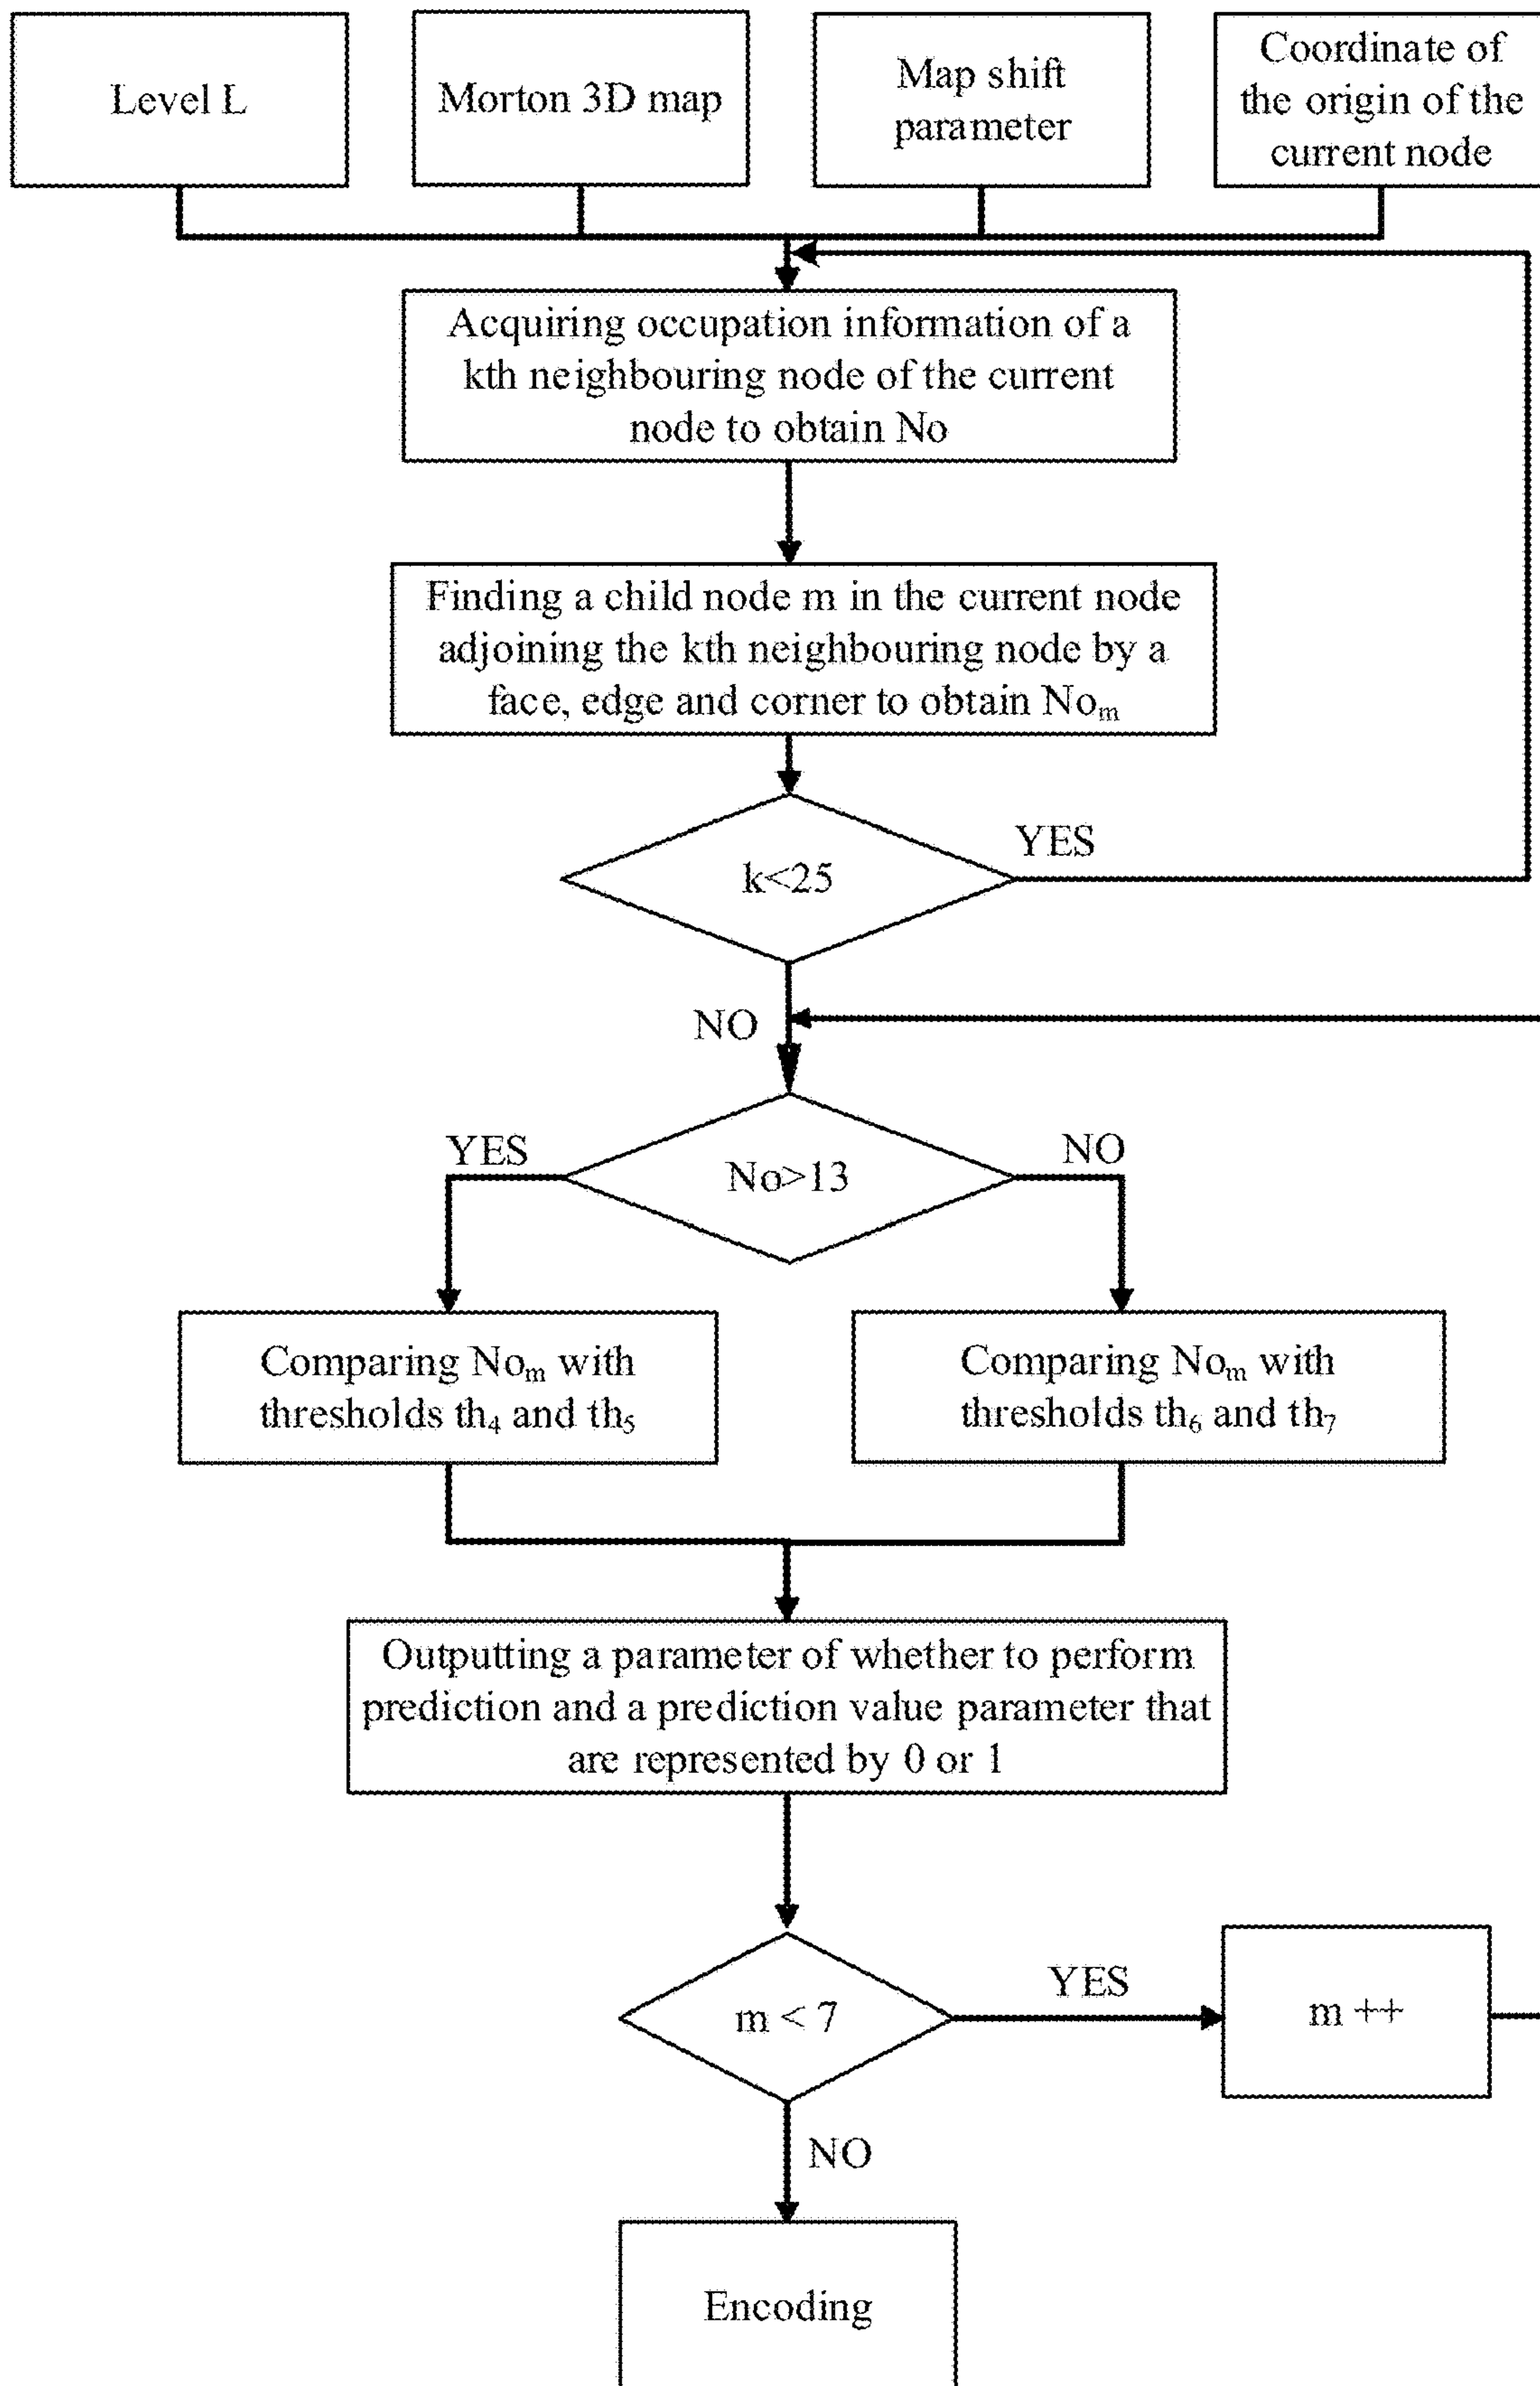 Level L
Morton 3D map
Map shift
parameter
Coordinate of
the origin of the
current node
Acquiring occupation information of a
kth neighbouring node of the current
node to obtain No
Finding a child node m in the current node
adjoining the kth neighbouring node by a
face, edge and corner to obtain Noₘ
k<25
YES
NO
No>13
YES
NO
Comparing Noₘ with
thresholds th₄ and th₅
Comparing Noₘ with
thresholds th₆ and th₇
Outputting a parameter of whether to perform
prediction and a prediction value parameter that
are represented by 0 or 1
m < 7
YES
m ++
NO
Encoding